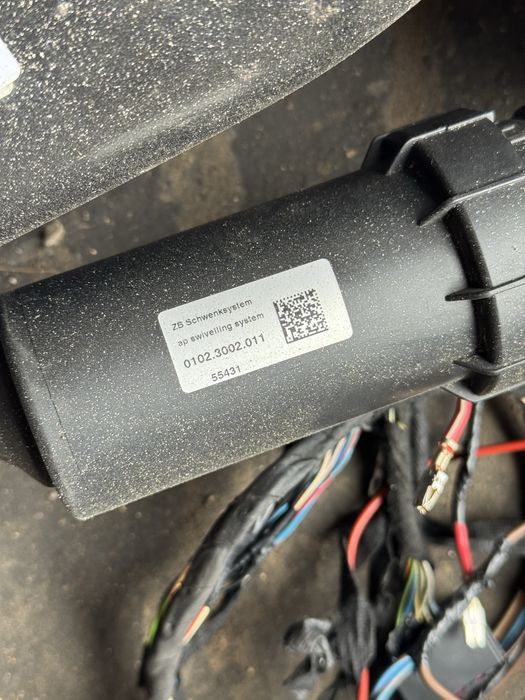 ZB Schwenksystem
ap swivelling system
0102.3002.011
55431